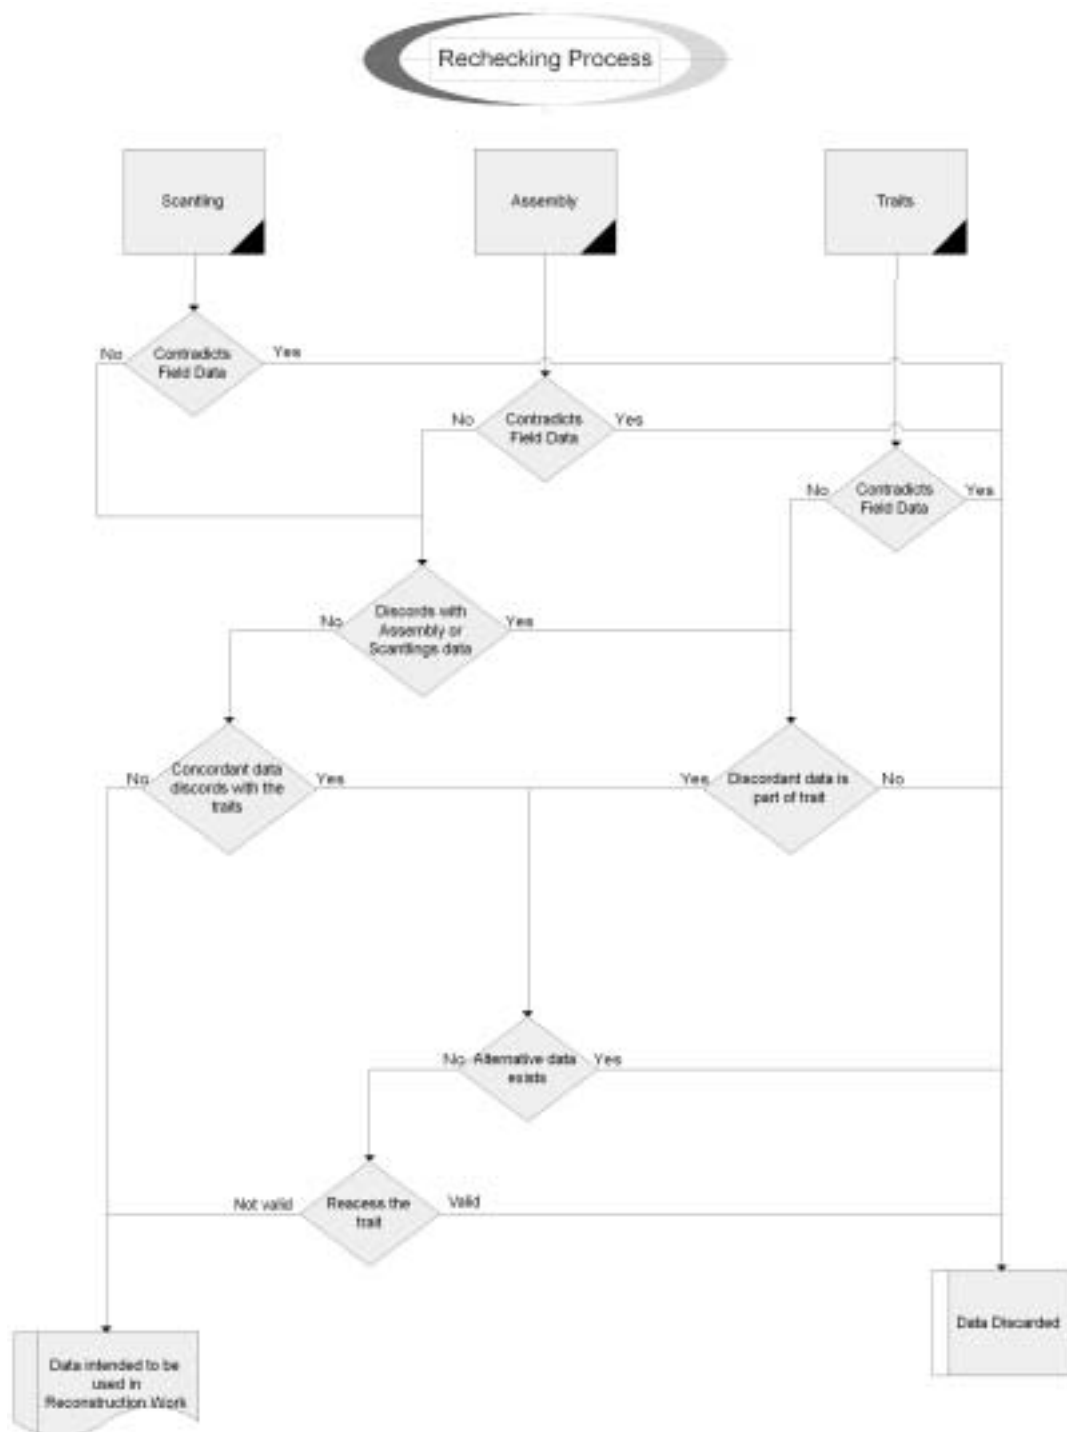 Rechecking Process
Scantling
Assembly
Traits
No
Contradicts
Field Data
Yes
No
Contradicts
Field Data
Yes
No
Contradicts
Field Data
Yes
No
Discords with
Assembly or
Scantlings data
Yes
No
Concordant data
discords with the
traits
Yes
Yes
Discordant data is
part of trait
No
No
Alternative data
exists
Yes
Not valid
Reacess the
trait
Valid
Data Discarded
Data intended to be
used in
Reconstruction Work